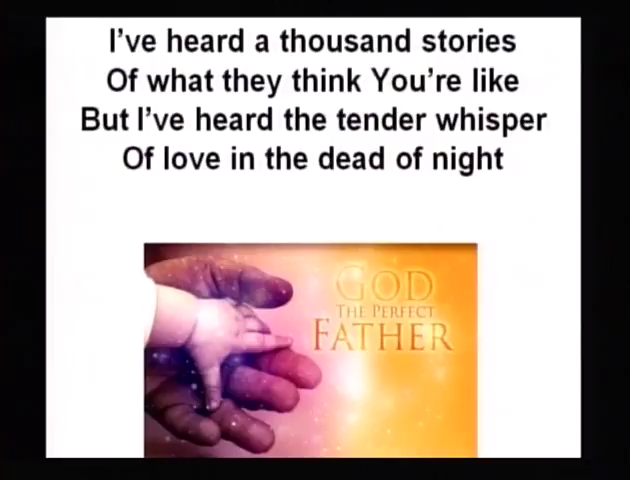 I've heard a thousand stories
Of what they think You're like
But I've heard the tender whisper
Of love in the dead of night
GOD
THE PERFECT
FATHER